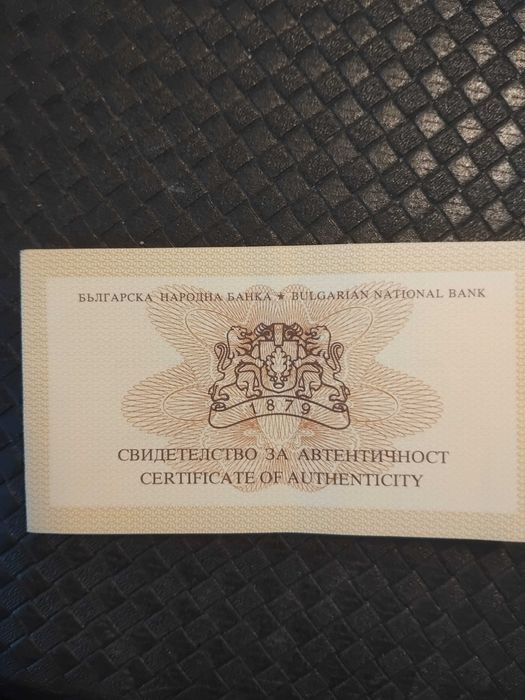 БЪЛГАРСКА НАРОДНА БАНКА ★ BULGARIAN NATIONAL BANK
1879
СВИДЕТЕЛСТВО ЗА АВТЕНТИЧНОСТ
CERTIFICATE OF AUTHENTICITY